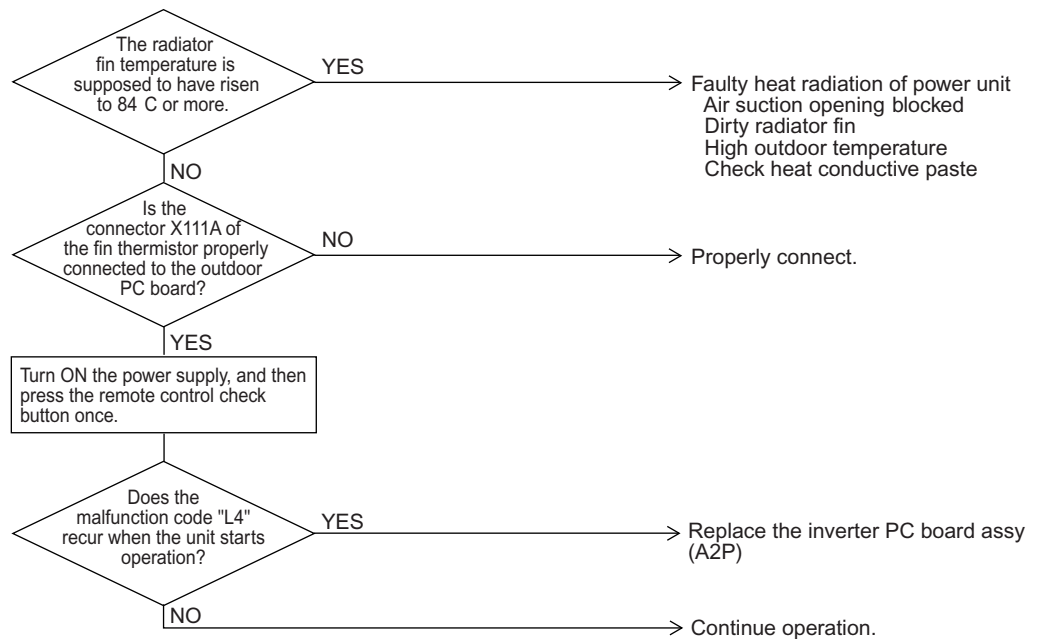 The radiator
fin temperature is
supposed to have risen
to 84 C or more.
YES
Faulty heat radiation of power unit
Air suction opening blocked
Dirty radiator fin
High outdoor temperature
Check heat conductive paste
NO
Is the
connector X111A of
the fin thermistor properly
connected to the outdoor
PC board?
NO
Properly connect.
YES
Turn ON the power supply, and then
press the remote control check
button once.
Does the
malfunction code "L4"
recur when the unit starts
operation?
YES
Replace the inverter PC board assy
(A2P)
NO
Continue operation.